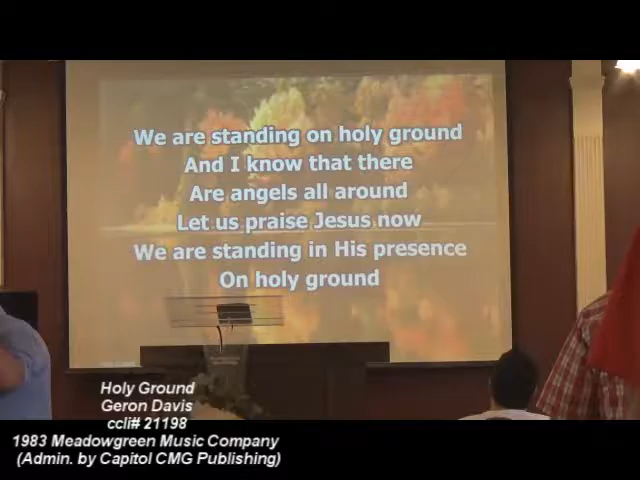 We are standing on holy ground
And I know that there
Are angels all around
Let us praise Jesus now
We are standing in His presence
On holy ground
Holy Ground
Geron Davis
ccli# 21198
1983 Meadowgreen Music Company
(Admin. by Capitol CMG Publishing)